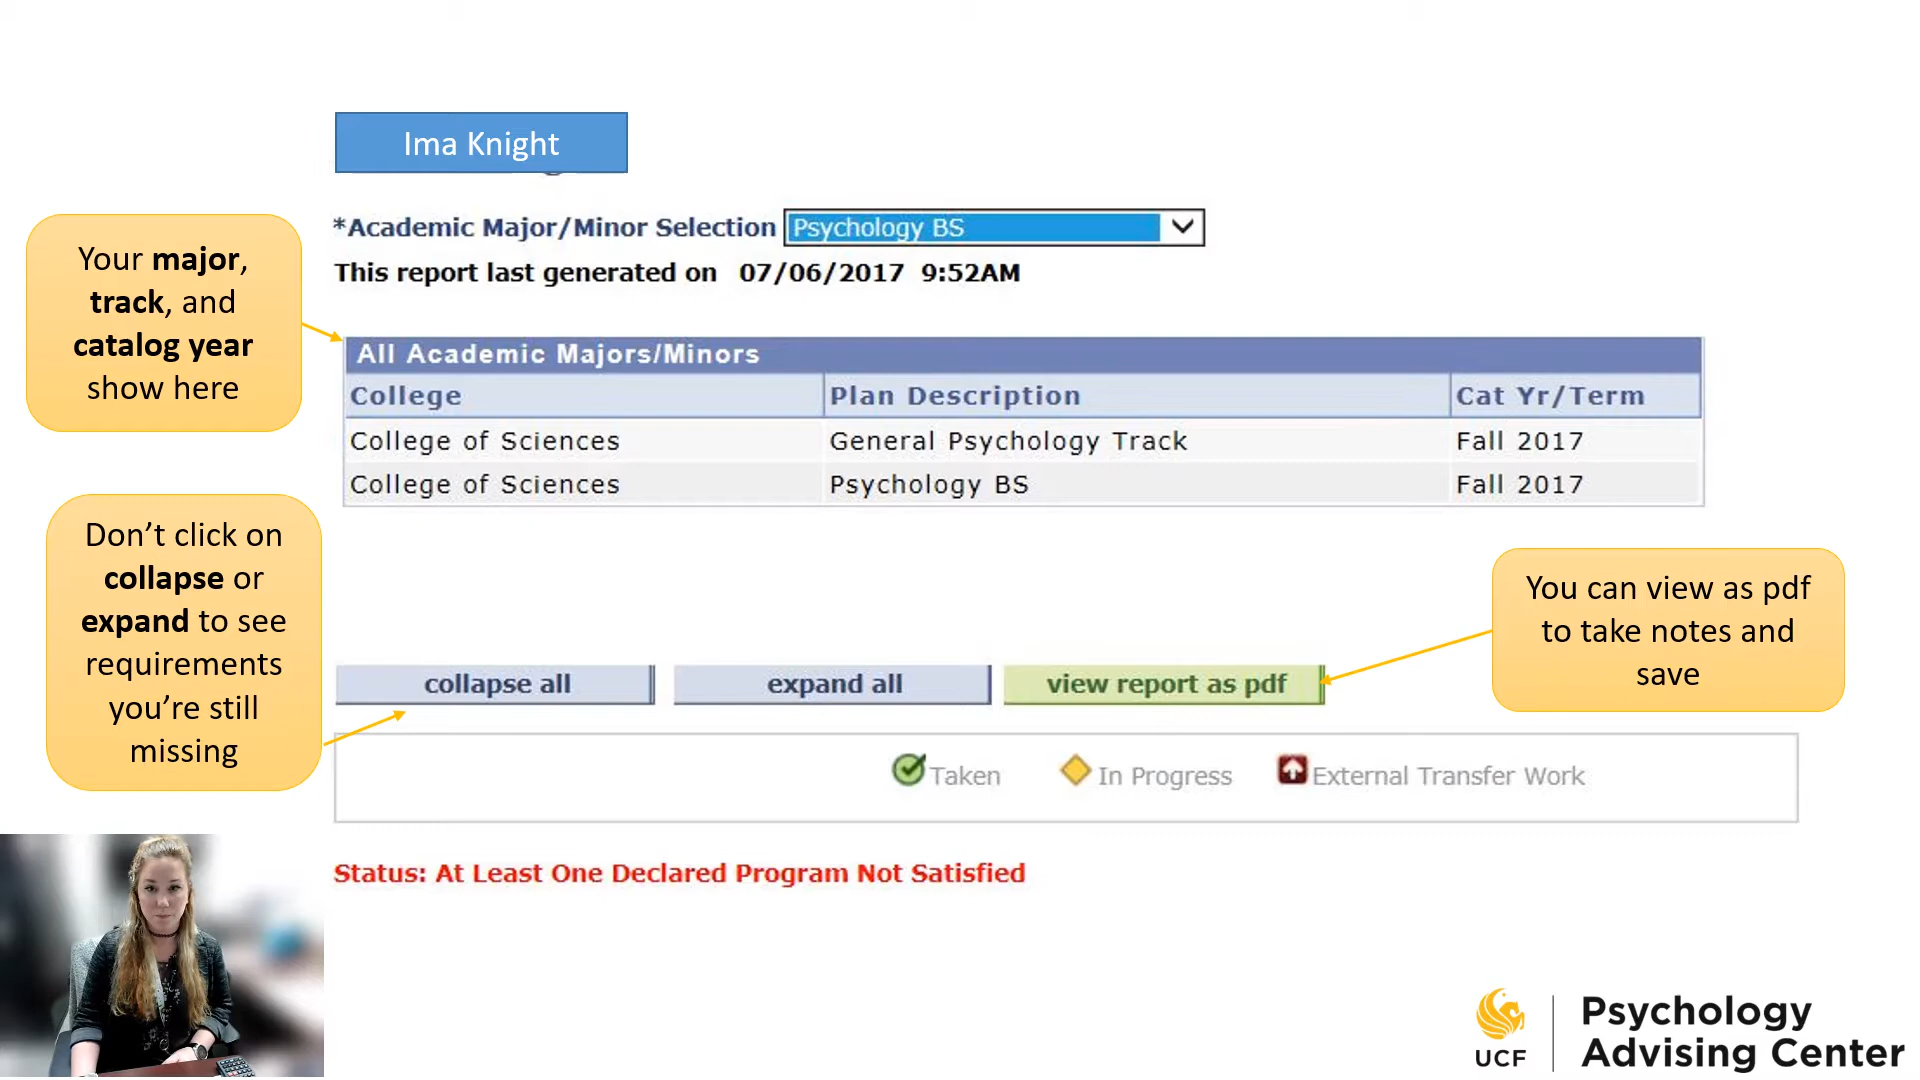 Ima Knight
*Academic Major/Minor Selection Psychology BS
This report last generated on 07/06/2017 9:52AM
Your major,
track, and
catalog year
show here
All Academic Majors/Minors
College Plan Description Cat Yr/Term
College of Sciences General Psychology Track Fall 2017
College of Sciences Psychology BS Fall 2017
Don’t click on
collapse or
expand to see
requirements
you’re still
missing
You can view as pdf
to take notes and
save
collapse all expand all view report as pdf
Taken In Progress External Transfer Work
Status: At Least One Declared Program Not Satisfied
UCF
Psychology
Advising Center